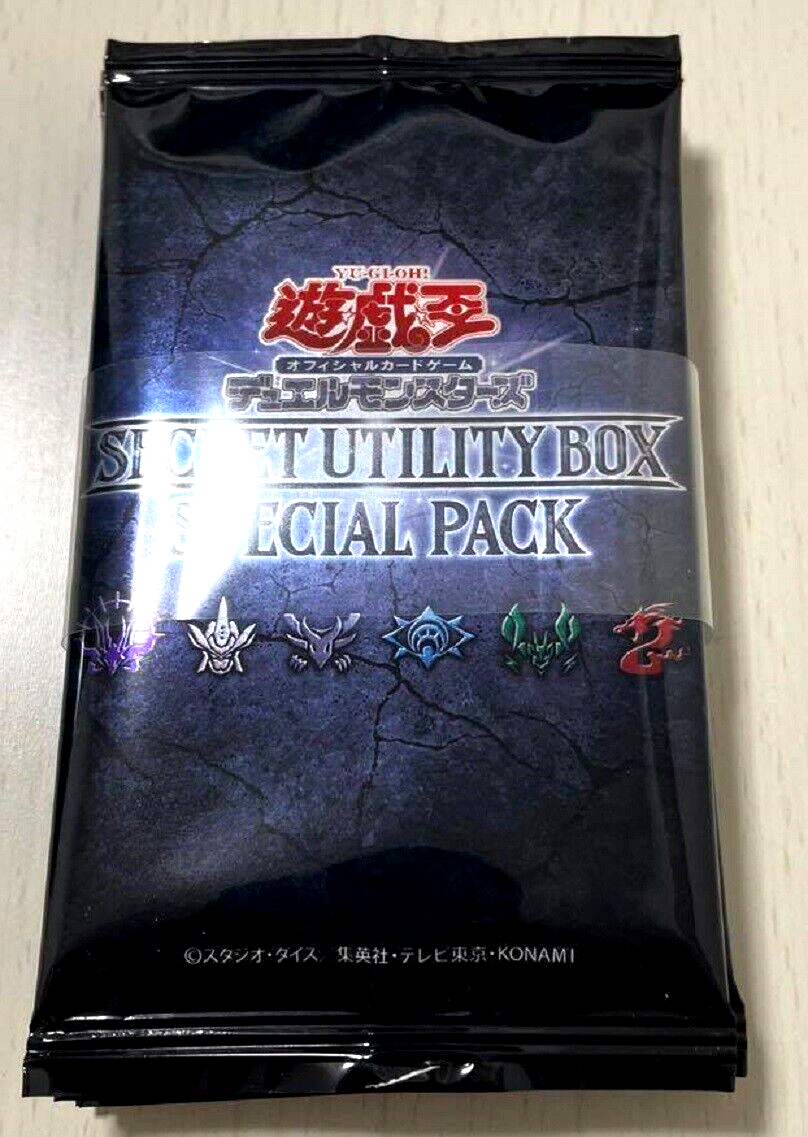 YU-GI-OH!
遊戯王
オフィシャルカードゲーム
デュエルモンスターズ
SECRET UTILITY BOX
SPECIAL PACK
©スタジオ・ダイス／集英社・テレビ東京・KONAMI